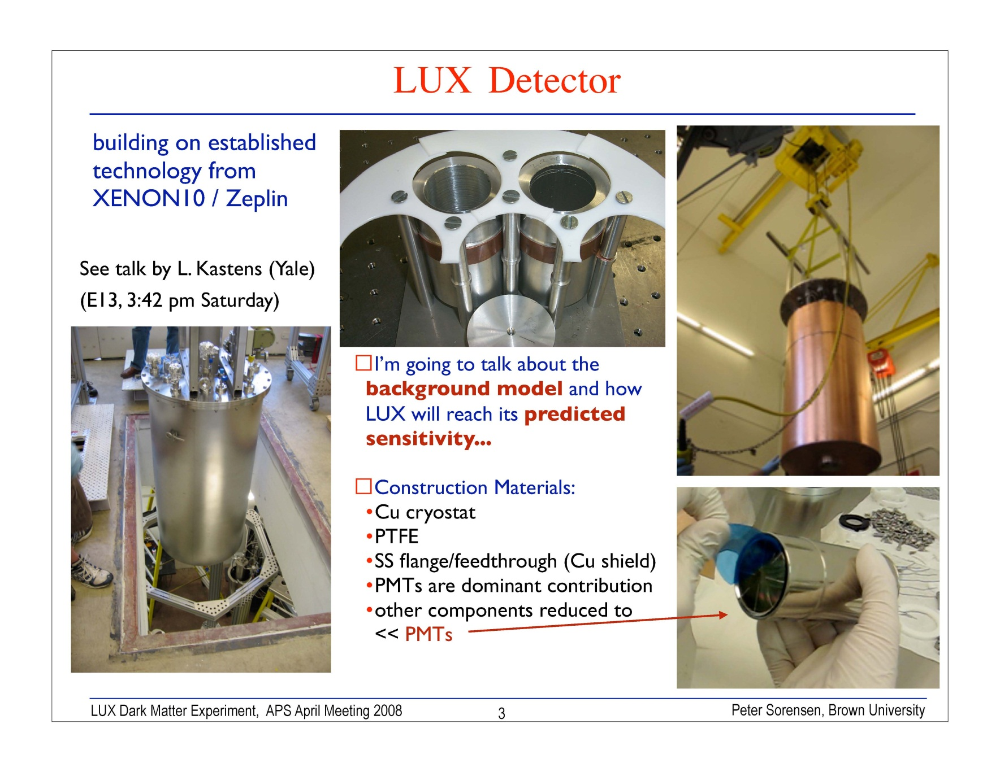 LUX Detector
building on established
technology from
XENON10 / Zeplin
See talk by L. Kastens (Yale)
(E13, 3:42 pm Saturday)
I'm going to talk about the
background model and how
LUX will reach its predicted
sensitivity...
Construction Materials:
•Cu cryostat
•PTFE
•SS flange/feedthrough (Cu shield)
•PMTs are dominant contribution
•other components reduced to
<< PMTs
LUX Dark Matter Experiment, APS April Meeting 2008
3
Peter Sorensen, Brown University